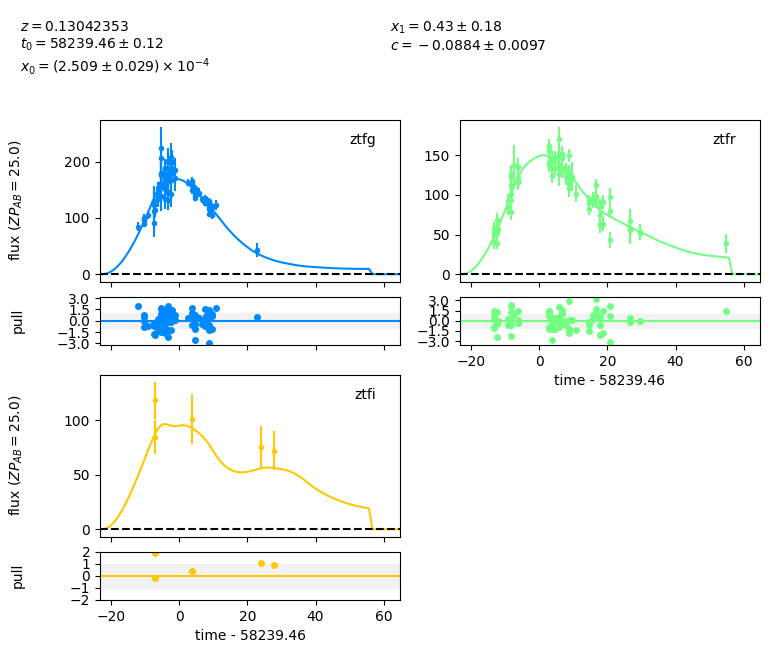 z = 0.13042353
t₀ = 58239.46 ± 0.12
x₀ = (2.509 ± 0.029) × 10⁻⁴
x₁ = 0.43 ± 0.18
c = −0.0884 ± 0.0097
ztfg
flux (ZP_AB = 25.0)
200
100
0
ztfr
150
100
50
0
pull
3.0
1.5
0.0
−1.5
−3.0
3.0
1.5
0.0
−1.5
−3.0
−20 0 20 40 60
time - 58239.46
ztfi
flux (ZP_AB = 25.0)
100
50
0
pull
2
1
0
−1
−2
−20 0 20 40 60
time - 58239.46